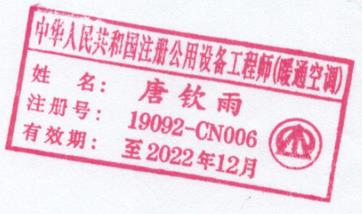 中华人民共和国注册公用设备工程师(暖通空调)
姓名：唐钦雨
注册号：19092-CN006
有效期：至2022年12月